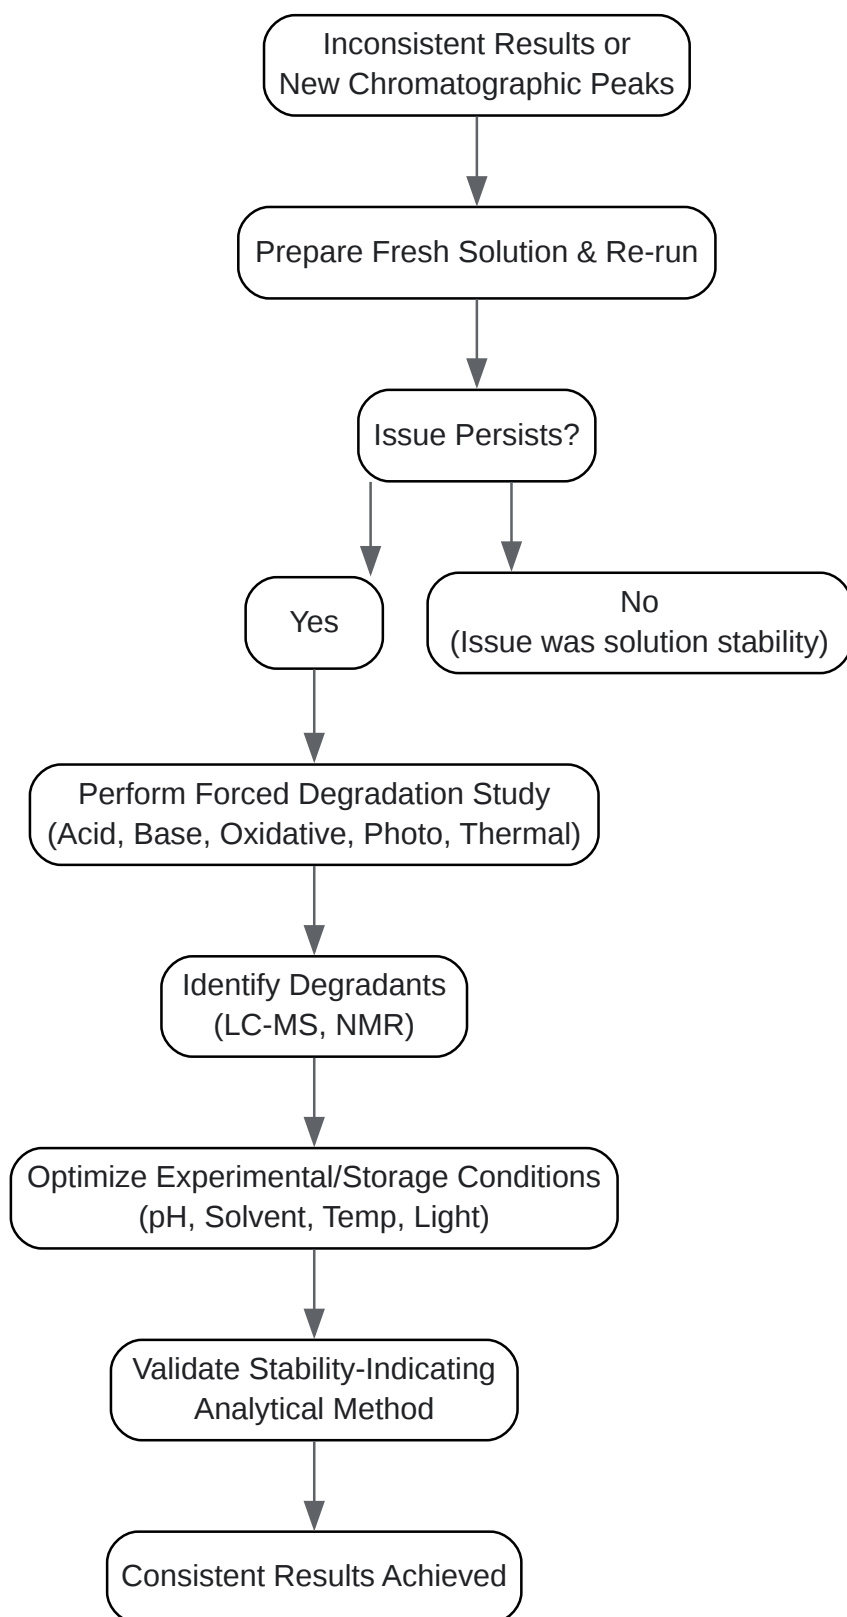 Inconsistent Results or
New Chromatographic Peaks
Prepare Fresh Solution & Re-run
Issue Persists?
Yes
No
(Issue was solution stability)
Perform Forced Degradation Study
(Acid, Base, Oxidative, Photo, Thermal)
Identify Degradants
(LC-MS, NMR)
Optimize Experimental/Storage Conditions
(pH, Solvent, Temp, Light)
Validate Stability-Indicating
Analytical Method
Consistent Results Achieved